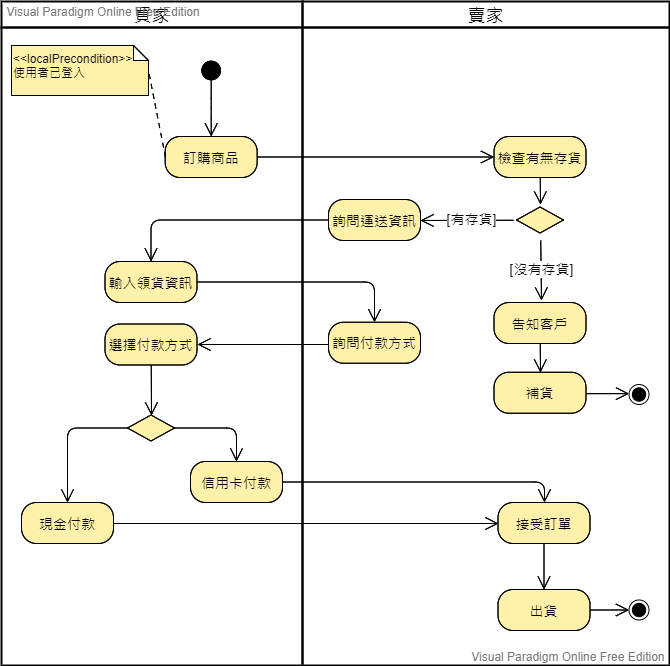 Visual Paradigm Online Free Edition
買家
賣家
<<localPrecondition>>
使用者已登入
訂購商品
檢查有無存貨
詢問運送資訊
[有存貨]
[沒有存貨]
輸入領貨資訊
告知客戶
選擇付款方式
詢問付款方式
補貨
信用卡付款
現金付款
接受訂單
出貨
Visual Paradigm Online Free Edition